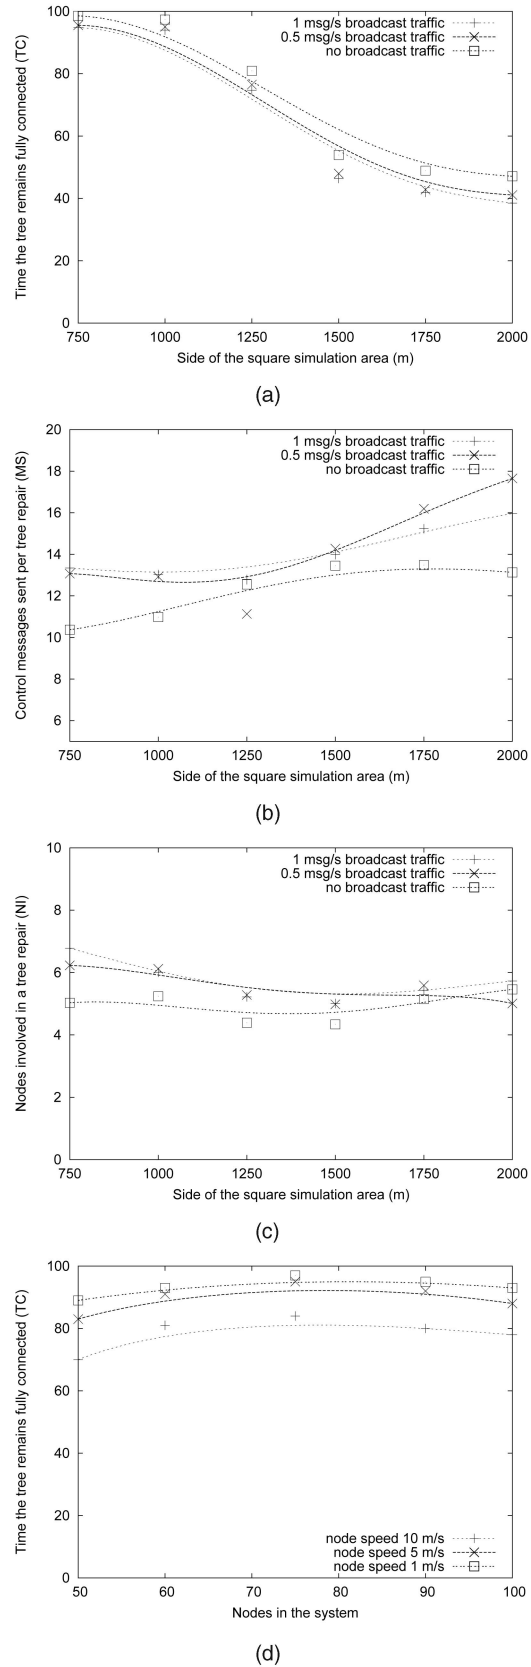 Time the tree remains fully connected (TC)
100
80
60
40
20
0
1 msg/s broadcast traffic
0.5 msg/s broadcast traffic
no broadcast traffic
750 1000 1250 1500 1750 2000
Side of the square simulation area (m)
(a)
Control messages sent per tree repair (MS)
20
18
16
14
12
10
8
6
1 msg/s broadcast traffic
0.5 msg/s broadcast traffic
no broadcast traffic
750 1000 1250 1500 1750 2000
Side of the square simulation area (m)
(b)
Nodes involved in a tree repair (NI)
10
8
6
4
2
0
1 msg/s broadcast traffic
0.5 msg/s broadcast traffic
no broadcast traffic
750 1000 1250 1500 1750 2000
Side of the square simulation area (m)
(c)
Time the tree remains fully connected (TC)
100
80
60
40
20
0
node speed 10 m/s
node speed 5 m/s
node speed 1 m/s
50 60 70 80 90 100
Nodes in the system
(d)